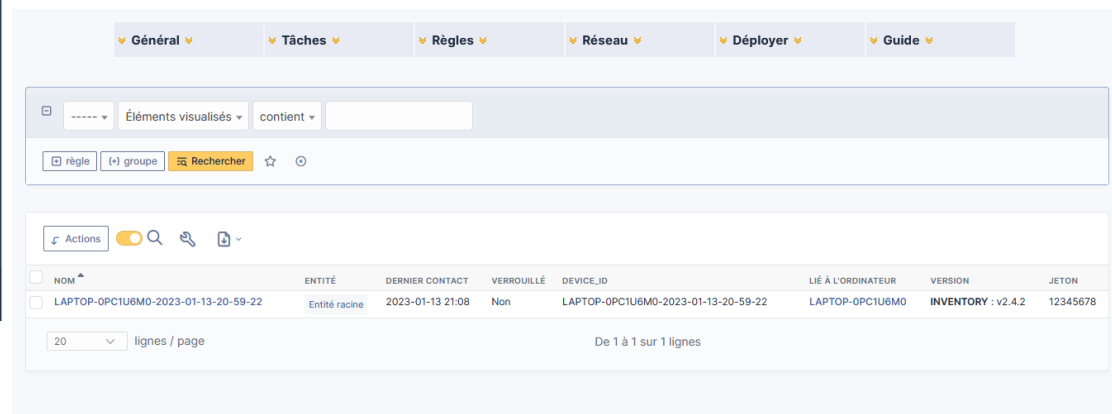 Général Tâches Règles Réseau Déployer Guide
----- Éléments visualisés contient
règle groupe Rechercher
Actions
NOM ENTITÉ DERNIER CONTACT VERROUILLÉ DEVICE_ID LIÉ À L'ORDINATEUR VERSION JETON
LAPTOP-0PC1U6M0-2023-01-13-20-59-22 Entité racine 2023-01-13 21:08 Non LAPTOP-0PC1U6M0-2023-01-13-20-59-22 LAPTOP-0PC1U6M0 INVENTORY : v2.4.2 12345678
20 lignes / page De 1 à 1 sur 1 lignes